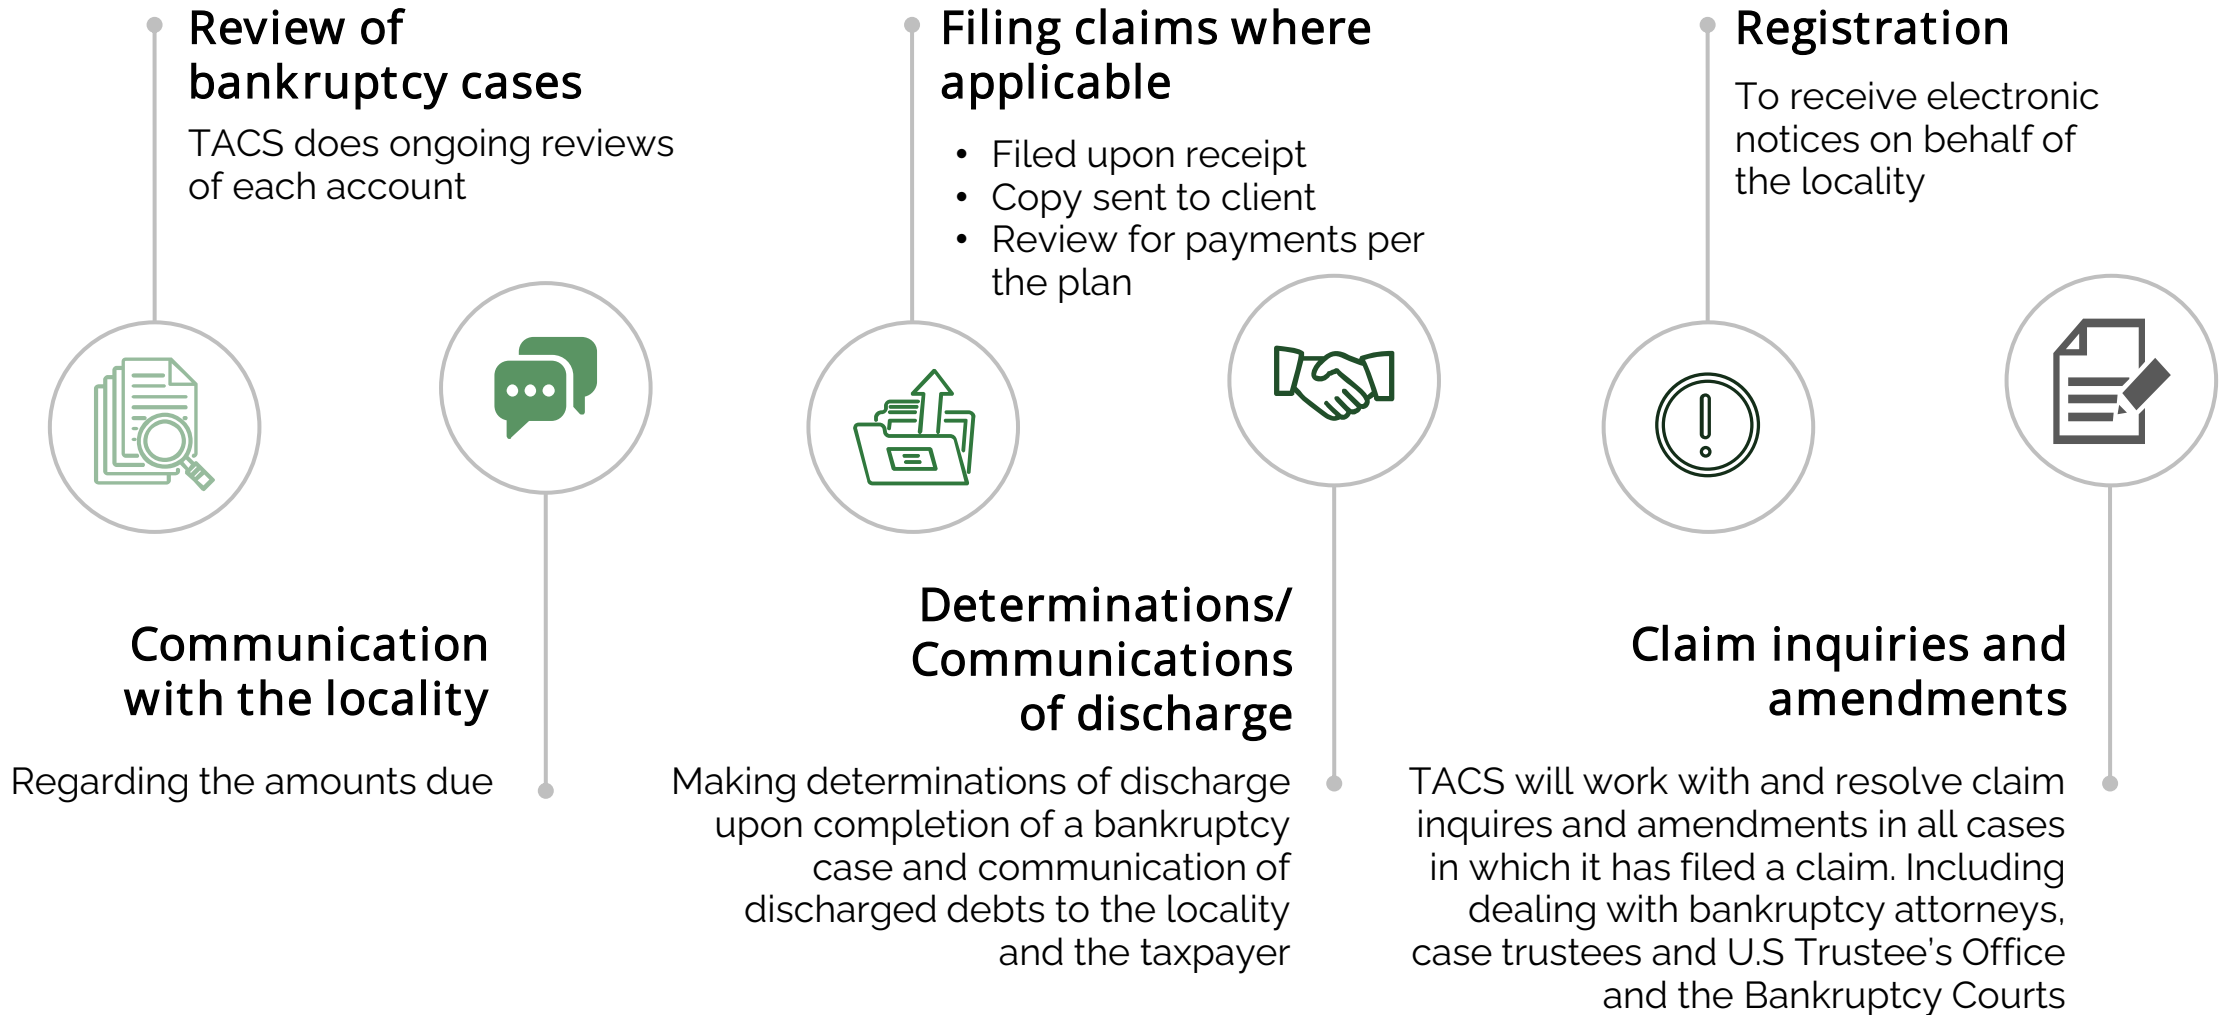 Review of
bankruptcy cases
TACS does ongoing reviews
of each account
Communication
with the locality
Regarding the amounts due
Filing claims where
applicable
• Filed upon receipt
• Copy sent to client
• Review for payments per
the plan
Determinations/
Communications
of discharge
Making determinations of discharge
upon completion of a bankruptcy
case and communication of
discharged debts to the locality
and the taxpayer
Registration
To receive electronic
notices on behalf of
the locality
Claim inquiries and
amendments
TACS will work with and resolve claim
inquires and amendments in all cases
in which it has filed a claim. Including
dealing with bankruptcy attorneys,
case trustees and U.S Trustee's Office
and the Bankruptcy Courts